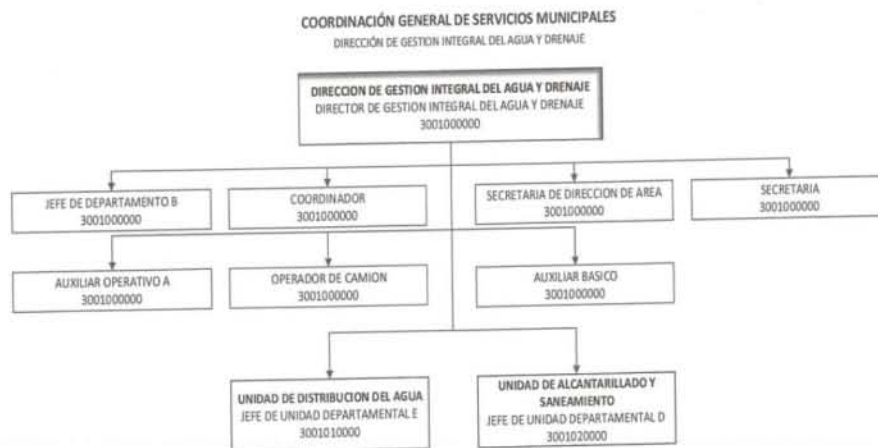 COORDINACIÓN GENERAL DE SERVICIOS MUNICIPALES
DIRECCIÓN DE GESTION INTEGRAL DEL AGUA Y DRENAJE
DIRECCION DE GESTION INTEGRAL DEL AGUA Y DRENAJE
DIRECTOR DE GESTION INTEGRAL DEL AGUA Y DRENAJE
3001000000
JEFE DE DEPARTAMENTO B
3001000000
COORDINADOR
3001000000
SECRETARIA DE DIRECCION DE AREA
3001000000
SECRETARIA
3001000000
AUXILIAR OPERATIVO A
3001000000
OPERADOR DE CAMION
3001000000
AUXILIAR BASICO
3001000000
UNIDAD DE DISTRIBUCION DEL AGUA
JEFE DE UNIDAD DEPARTAMENTAL E
3001010000
UNIDAD DE ALCANTARILLADO Y
SANEAMIENTO
JEFE DE UNIDAD DEPARTAMENTAL D
3001020000